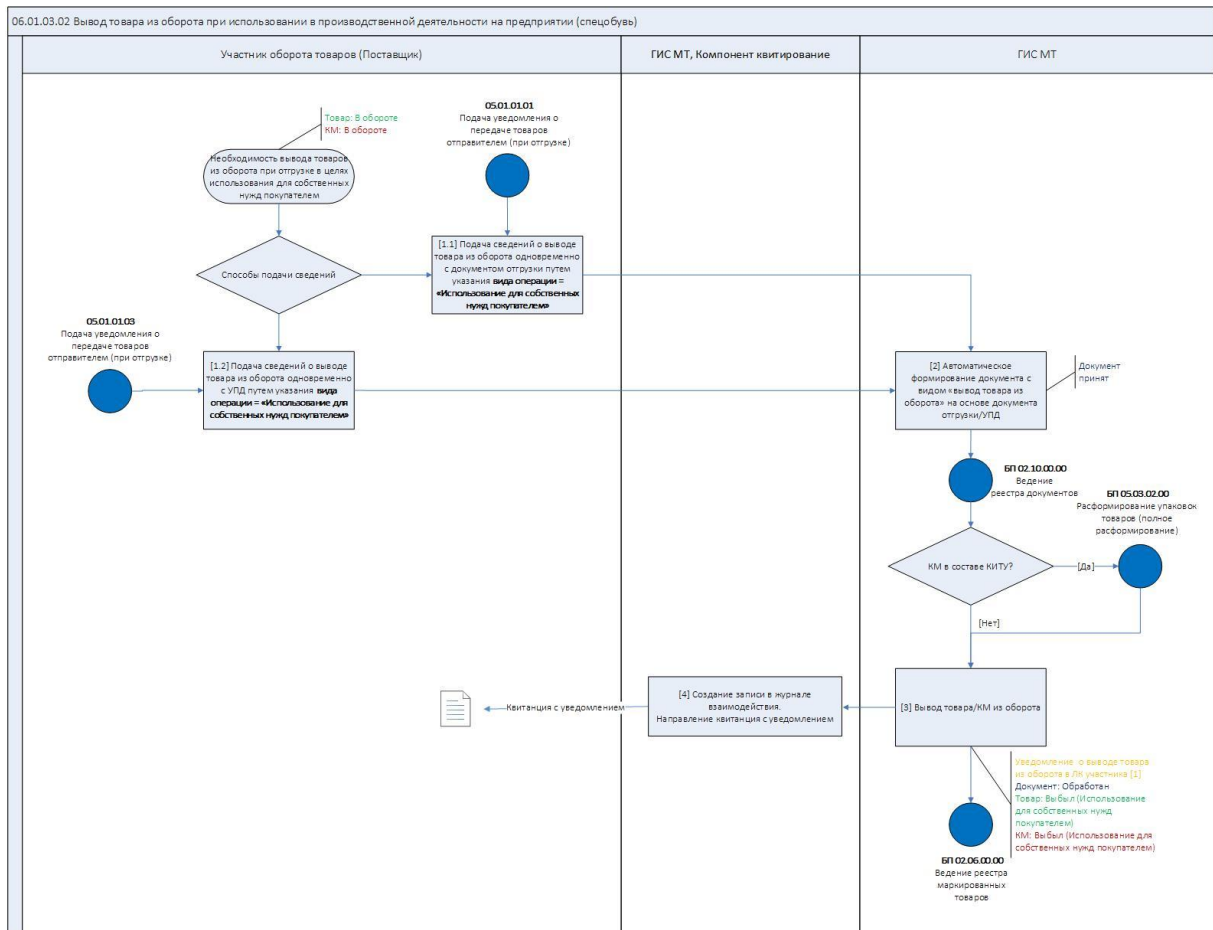 06.01.03.02 Вывод товара из оборота при использовании в производственной деятельности на предприятии (спецобувь)
Участник оборота товаров (Поставщик)
ГИС МТ, Компонент квитирование
ГИС МТ
Товар: В обороте
КМ: В обороте
Необходимость вывода товаров
из оборота при отгрузке в целях
использования для собственных
нужд покупателем
05.01.01.01
Подача уведомления о
передаче товаров
отправителем (при отгрузке)
Способы подачи сведений
[1.1] Подача сведений о выводе
товара из оборота одновременно
с документом отгрузки путем
указания вида операции =
«Использование для собственных
нужд покупателем»
05.01.01.03
Подача уведомления о
передаче товаров
отправителем (при отгрузке)
[1.2] Подача сведений о выводе
товара из оборота одновременно
с УПД путем указания вида
операции = «Использование для
собственных нужд покупателем»
[2] Автоматическое
формирование документа с
видом «вывод товара из
оборота» на основе документа
отгрузки/УПД
Документ
принят
БП 02.10.00.00
Ведение
реестра документов
БП 05.03.02.00
Расформирование упаковок
товаров (полное
расформирование)
КМ в составе КИТУ?
[Да]
[Нет]
[3] Вывод товара/КМ из оборота
[4] Создание записи в журнале
взаимодействия.
Направление квитанция с уведомлением
Квитанция с уведомлением
Уведомление о выводе товара
из оборота в ЛК участника [1]
Документ: Обработан
Товар: Выбыл (Использование
для собственных нужд
покупателем)
КМ: Выбыл (Использование для
собственных нужд покупателем)
БП 02.06.00.00
Ведение реестра
маркированных
товаров